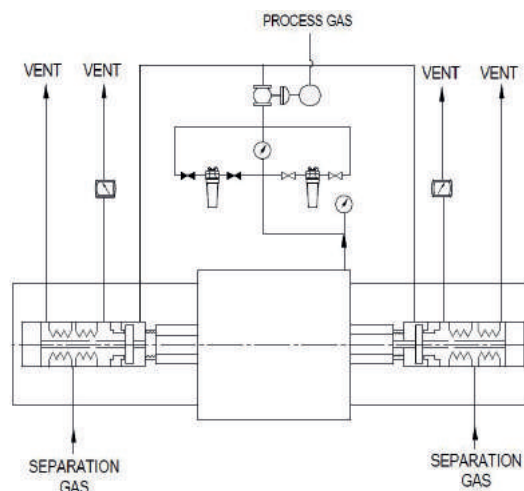 PROCESS GAS
VENT
VENT
VENT
VENT
SEPARATION
GAS
SEPARATION
GAS